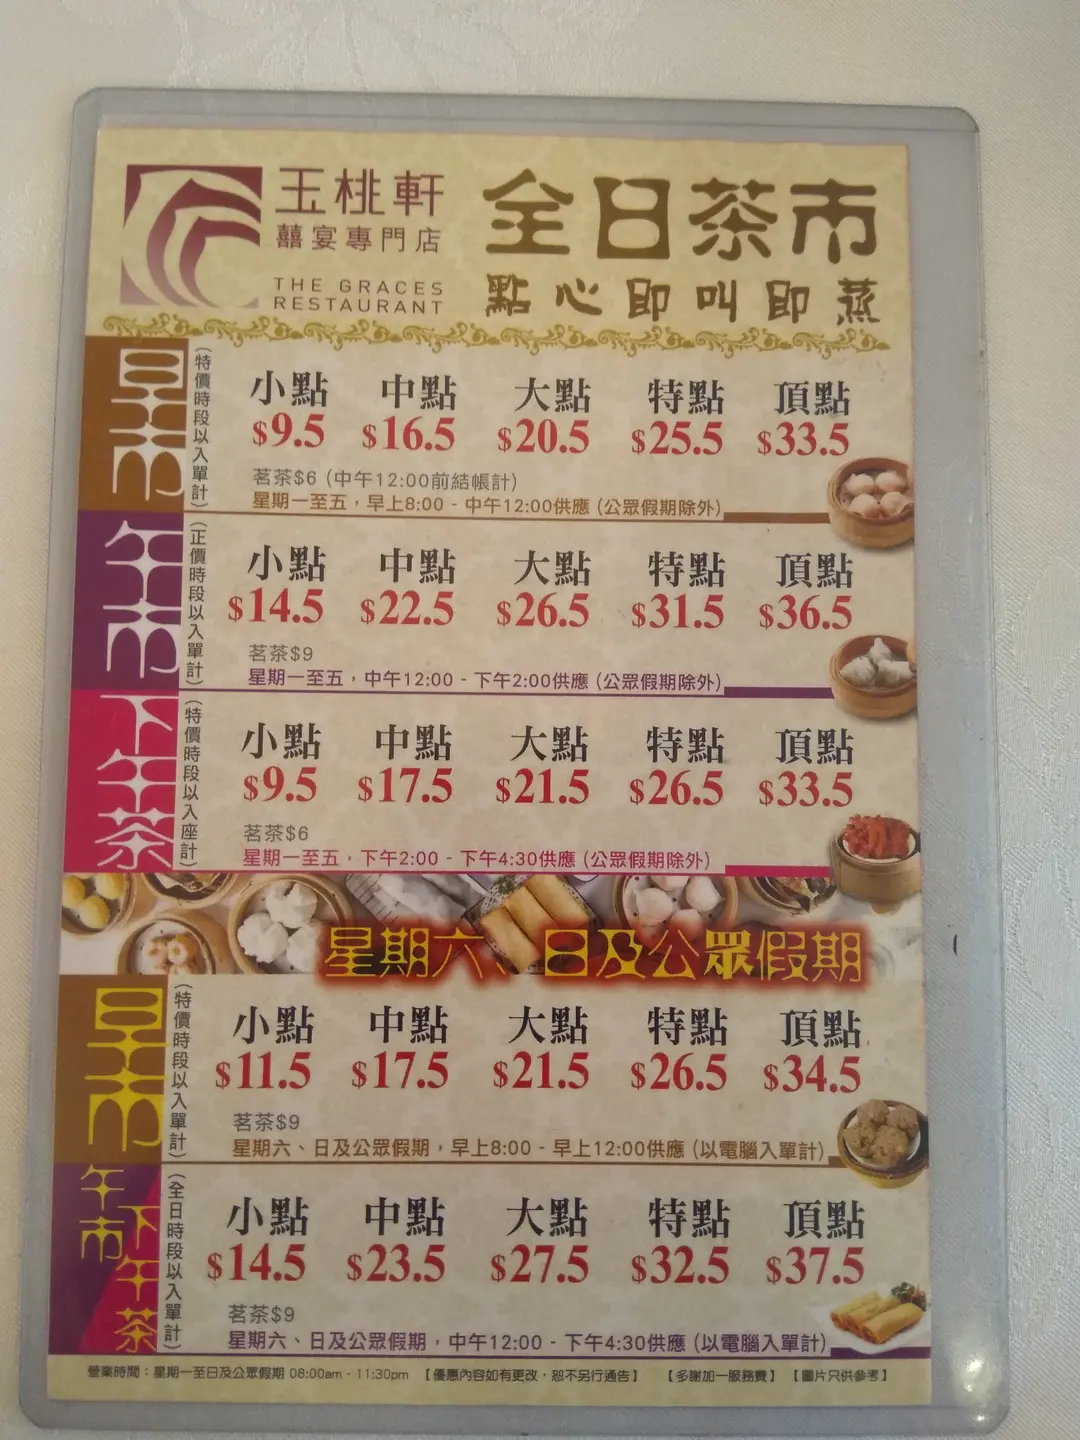 玉桃軒
囍宴專門店
THE GRACES
RESTAURANT
全日茶市
點心即叫即蒸
早市
(特價時段以入單計)
小點 中點 大點 特點 頂點
$9.5 $16.5 $20.5 $25.5 $33.5
茗茶$6 (中午12:00前結帳計)
星期一至五，早上8:00 - 中午12:00供應 (公眾假期除外)
午市
(正價時段以入單計)
小點 中點 大點 特點 頂點
$14.5 $22.5 $26.5 $31.5 $36.5
茗茶$9
星期一至五，中午12:00 - 下午2:00供應 (公眾假期除外)
下午茶
(特價時段以入座計)
小點 中點 大點 特點 頂點
$9.5 $17.5 $21.5 $26.5 $33.5
茗茶$6
星期一至五，下午2:00 - 下午4:30供應 (公眾假期除外)
星期六、日及公眾假期
早市
(特價時段以入單計)
小點 中點 大點 特點 頂點
$11.5 $17.5 $21.5 $26.5 $34.5
茗茶$9
星期六、日及公眾假期，早上8:00 - 早上12:00供應 (以電腦入單計)
午市
下午茶
(全日時段以入單計)
小點 中點 大點 特點 頂點
$14.5 $23.5 $27.5 $32.5 $37.5
茗茶$9
星期六、日及公眾假期，中午12:00 - 下午4:30供應 (以電腦入單計)
營業時間：星期一至日及公眾假期 08:00am - 11:30pm 【優惠內容如有更改，恕不另行通告】 【多謝加一服務費】 【圖片只供參考】